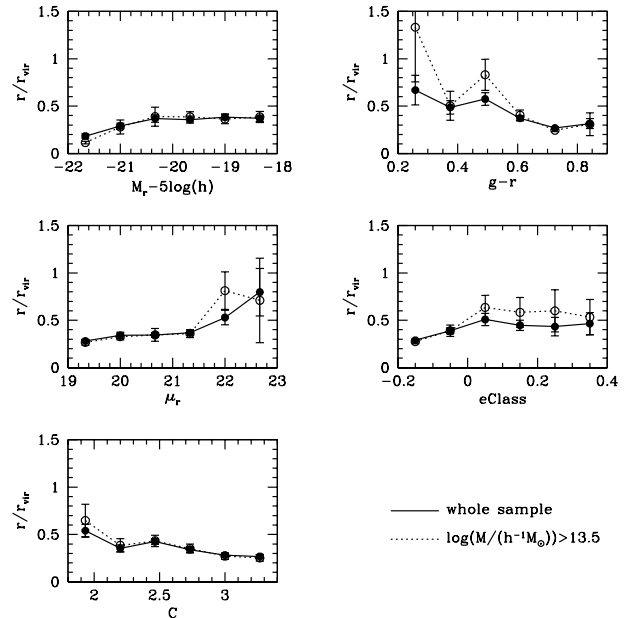 1.5
1
0.5
0
r/r_vir
-22 -21 -20 -19 -18
M_r-5log(h)
1.5
1
0.5
0
r/r_vir
0.2 0.4 0.6 0.8
g-r
1.5
1
0.5
0
r/r_vir
19 20 21 22 23
μ_r
1.5
1
0.5
0
r/r_vir
-0.2 0 0.2 0.4
eClass
1.5
1
0.5
0
r/r_vir
2 2.5 3
C
whole sample
log(M/(h⁻¹M_⊙))>13.5